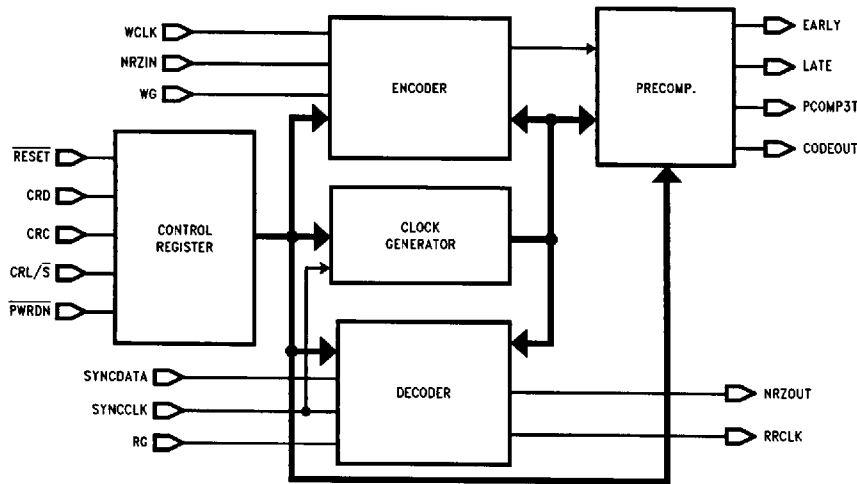 WCLK
NRZIN
WG
ENCODER
PRECOMP.
EARLY
LATE
PCOMP3T
CODEOUT
RESET
CRD
CRC
CRL/S
PWRDN
CONTROL
REGISTER
CLOCK
GENERATOR
SYNCDATA
SYNCCLK
RG
DECODER
NRZOUT
RRCLK